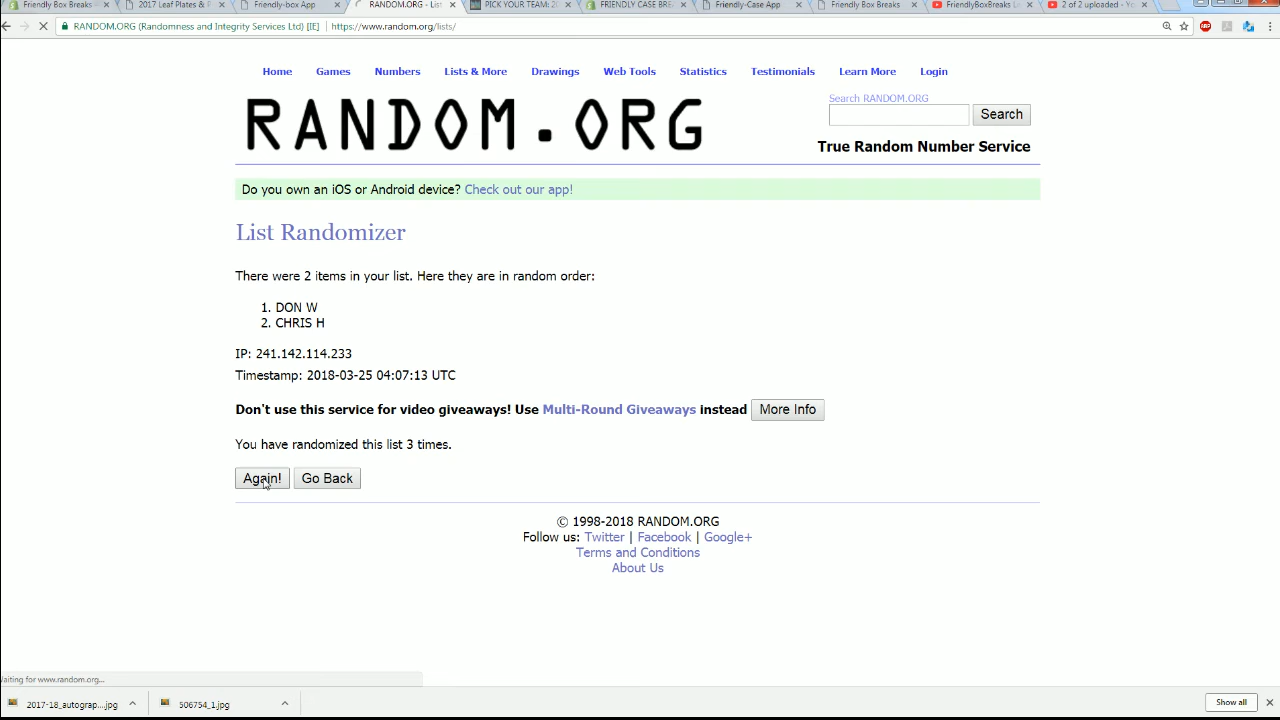 Friendly Box Breaks
2017 Leaf Plates & P
Friendly-box App
RANDOM.ORG - List
PICK YOUR TEAM: 20
FRIENDLY CASE BRE
Friendly-Case App
Friendly Box Breaks
FriendlyBoxBreaks L
2 of 2 uploaded - Yo
RANDOM.ORG (Randomness and Integrity Services Ltd) [IE] https://www.random.org/lists/
Home Games Numbers Lists & More Drawings Web Tools Statistics Testimonials Learn More Login
RANDOM.ORG
Search RANDOM.ORG
Search
True Random Number Service
Do you own an iOS or Android device? Check out our app!
List Randomizer
There were 2 items in your list. Here they are in random order:
1. DON W
2. CHRIS H
IP: 241.142.114.233
Timestamp: 2018-03-25 04:07:13 UTC
Don't use this service for video giveaways! Use Multi-Round Giveaways instead More Info
You have randomized this list 3 times.
Again! Go Back
© 1998-2018 RANDOM.ORG
Follow us: Twitter | Facebook | Google+
Terms and Conditions
About Us
Waiting for www.random.org...
2017-18_autograp....jpg 506754_1.jpg Show all